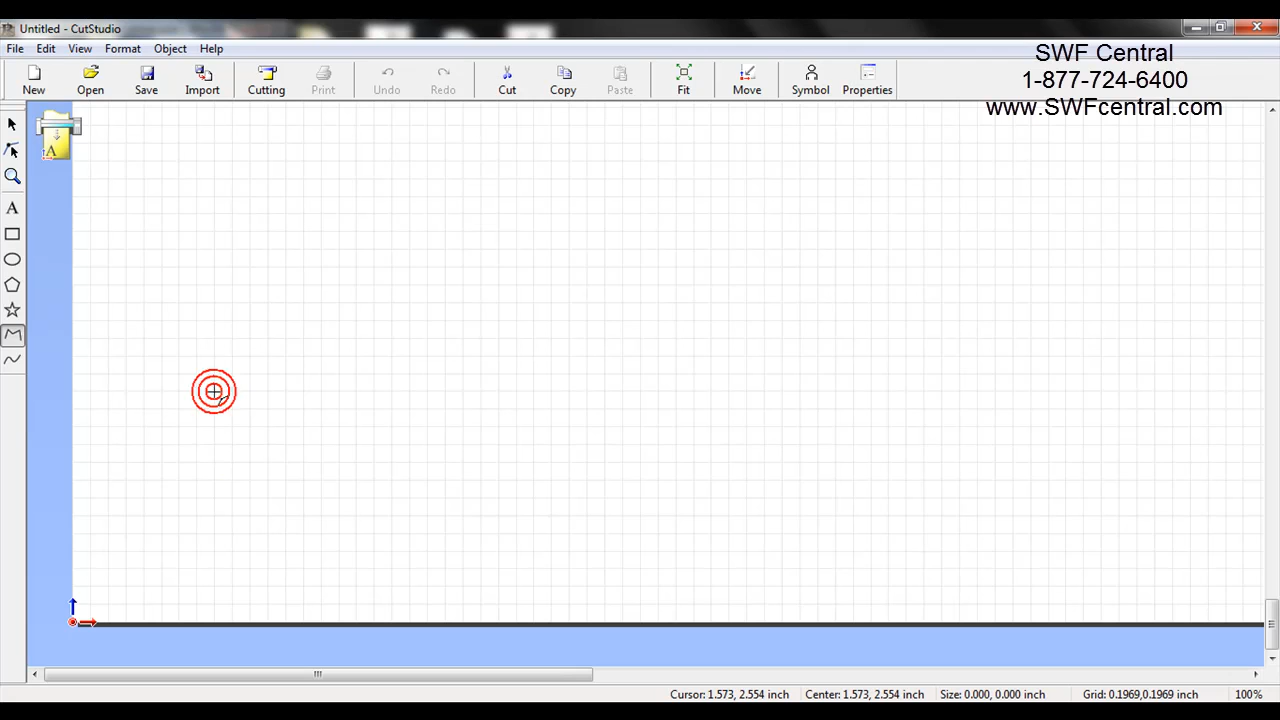 Untitled - CutStudio
File Edit View Format Object Help
SWF Central
1-877-724-6400
www.SWFcentral.com
New Open Save Import Cutting Print Undo Redo Cut Copy Paste Fit Move Symbol Properties
A
A
Cursor: 1.573, 2.554 inch Center: 1.573, 2.554 inch Size: 0.000, 0.000 inch Grid: 0.1969,0.1969 inch 100%